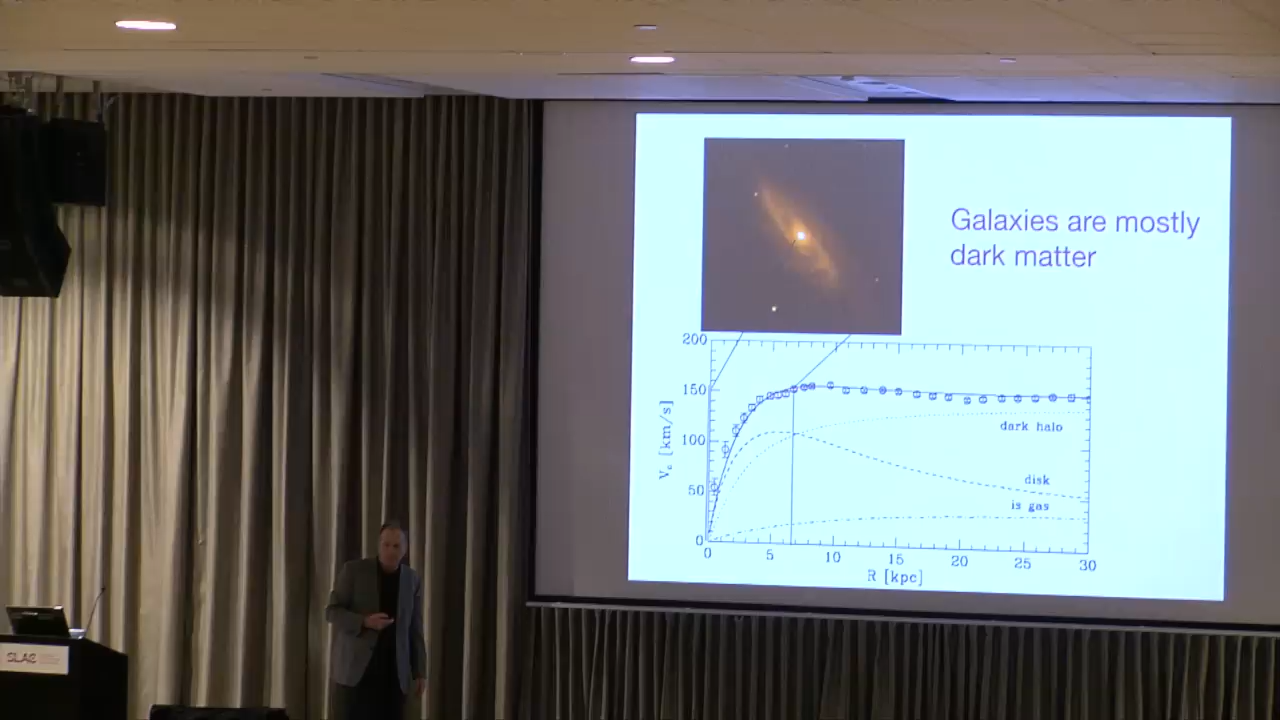 Galaxies are mostly
dark matter
200
150
100
50
0
V_c [km/s]
dark halo
disk
is gas
0 5 10 15 20 25 30
R [kpc]
SLAC